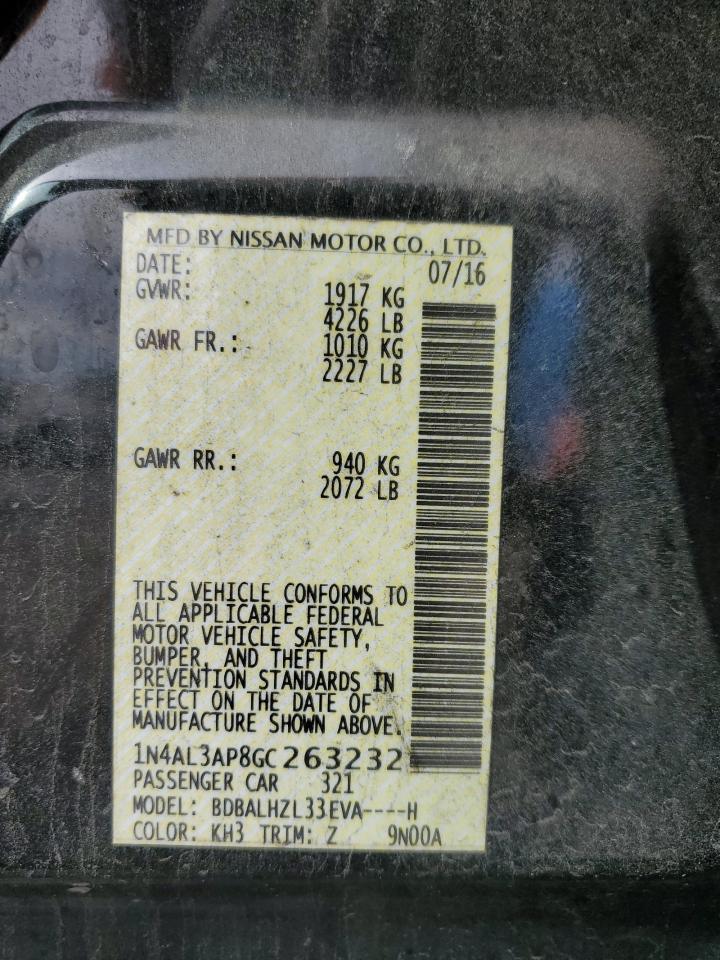 MFD BY NISSAN MOTOR CO., LTD.
DATE: 07/16
GVWR: 1917 KG
4226 LB
GAWR FR.: 1010 KG
2227 LB
GAWR RR.: 940 KG
2072 LB
THIS VEHICLE CONFORMS TO
ALL APPLICABLE FEDERAL
MOTOR VEHICLE SAFETY,
BUMPER, AND THEFT
PREVENTION STANDARDS IN
EFFECT ON THE DATE OF
MANUFACTURE SHOWN ABOVE.
1N4AL3AP8GC263232
PASSENGER CAR 321
MODEL: BDBALHZL33EVA----H
COLOR: KH3 TRIM: Z 9N00A